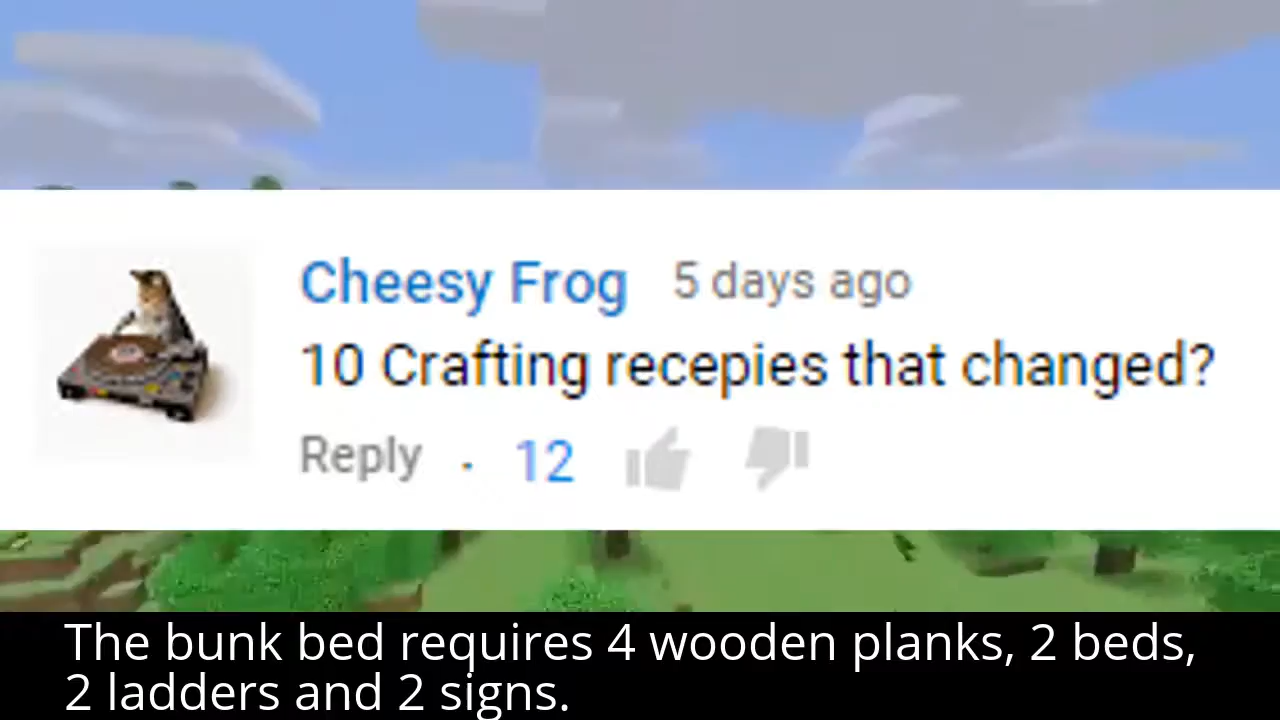 Cheesy Frog 5 days ago
10 Crafting recepies that changed?
Reply · 12
The bunk bed requires 4 wooden planks, 2 beds,
2 ladders and 2 signs.